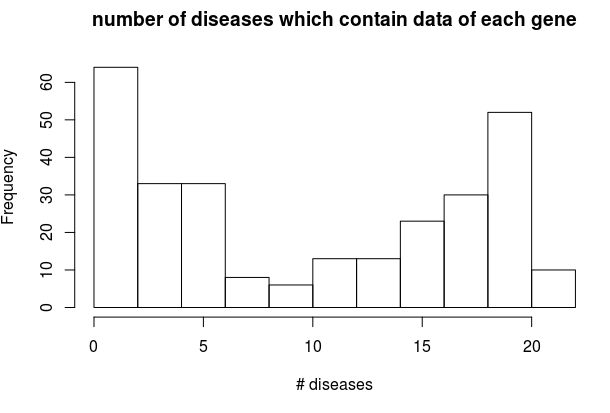 number of diseases which contain data of each gene
Frequency
60
50
40
30
20
10
0
0 5 10 15 20
# diseases